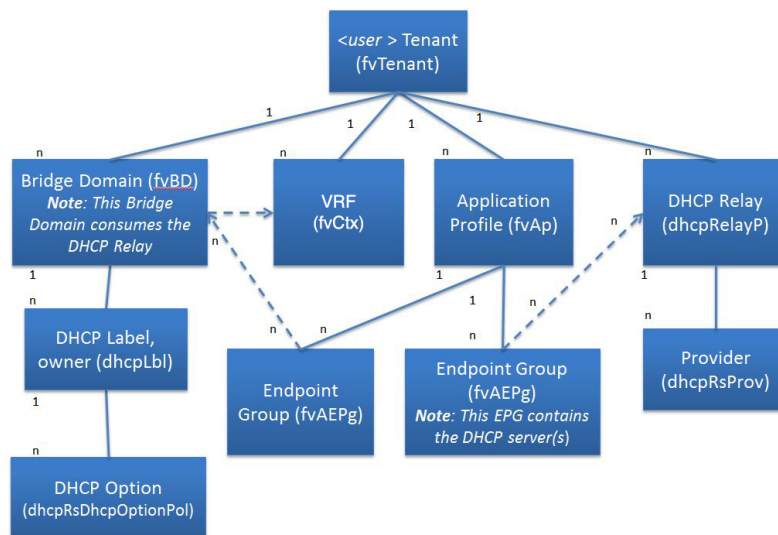 <user > Tenant
(fvTenant)
1
1
1
1
n
n
n
n
Bridge Domain (fvBD)
Note: This Bridge
Domain consumes the
DHCP Relay
VRF
(fvCtx)
Application
Profile (fvAp)
DHCP Relay
(dhcpRelayP)
n
n
1
1
1
1
n
n
n
n
n
n
DHCP Label,
owner (dhcpLbl)
Endpoint
Group (fvAEPg)
Endpoint Group
(fvAEPg)
Note: This EPG contains
the DHCP server(s)
Provider
(dhcpRsProv)
1
n
DHCP Option
(dhcpRsDhcpOptionPol)